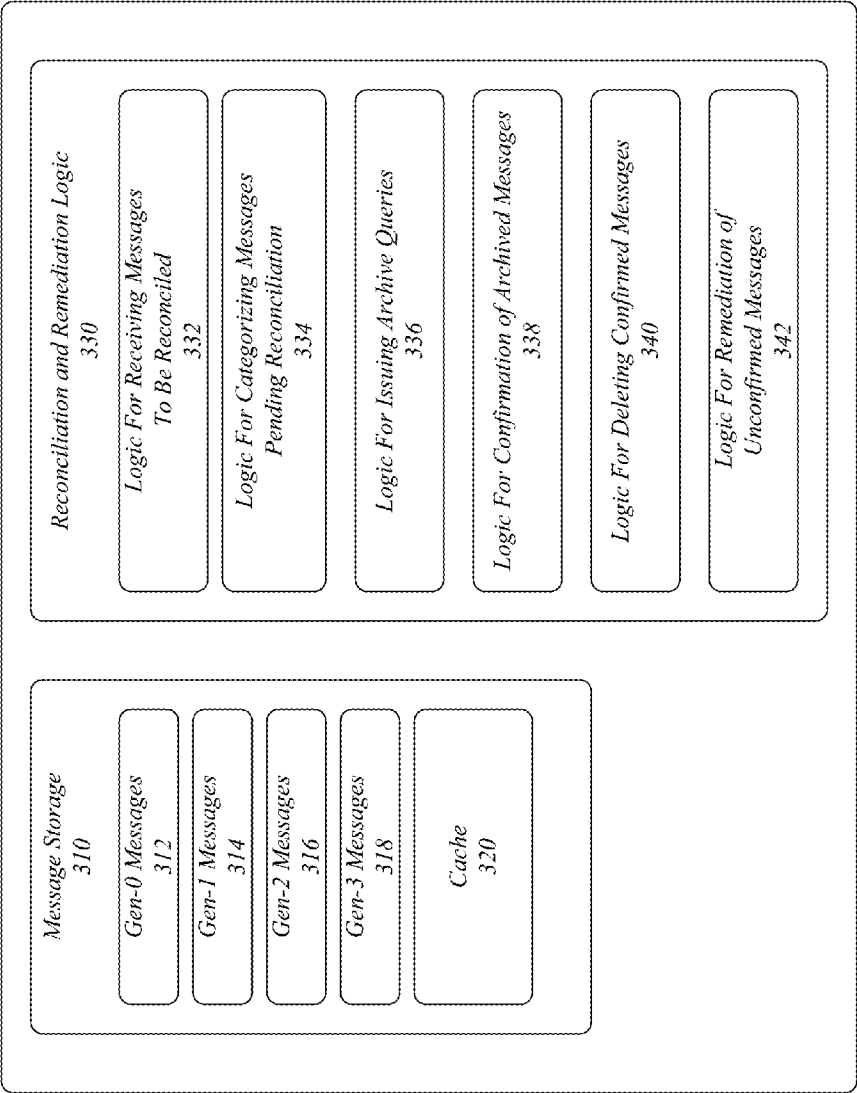 Message Storage
310
Gen-0 Messages
312
Gen-1 Messages
314
Gen-2 Messages
316
Gen-3 Messages
318
Cache
320
Reconciliation and Remediation Logic
330
Logic For Receiving Messages
To Be Reconciled
332
Logic For Categorizing Messages
Pending Reconciliation
334
Logic For Issuing Archive Queries
336
Logic For Confirmation of Archived Messages
338
Logic For Deleting Confirmed Messages
340
Logic For Remediation of
Unconfirmed Messages
342